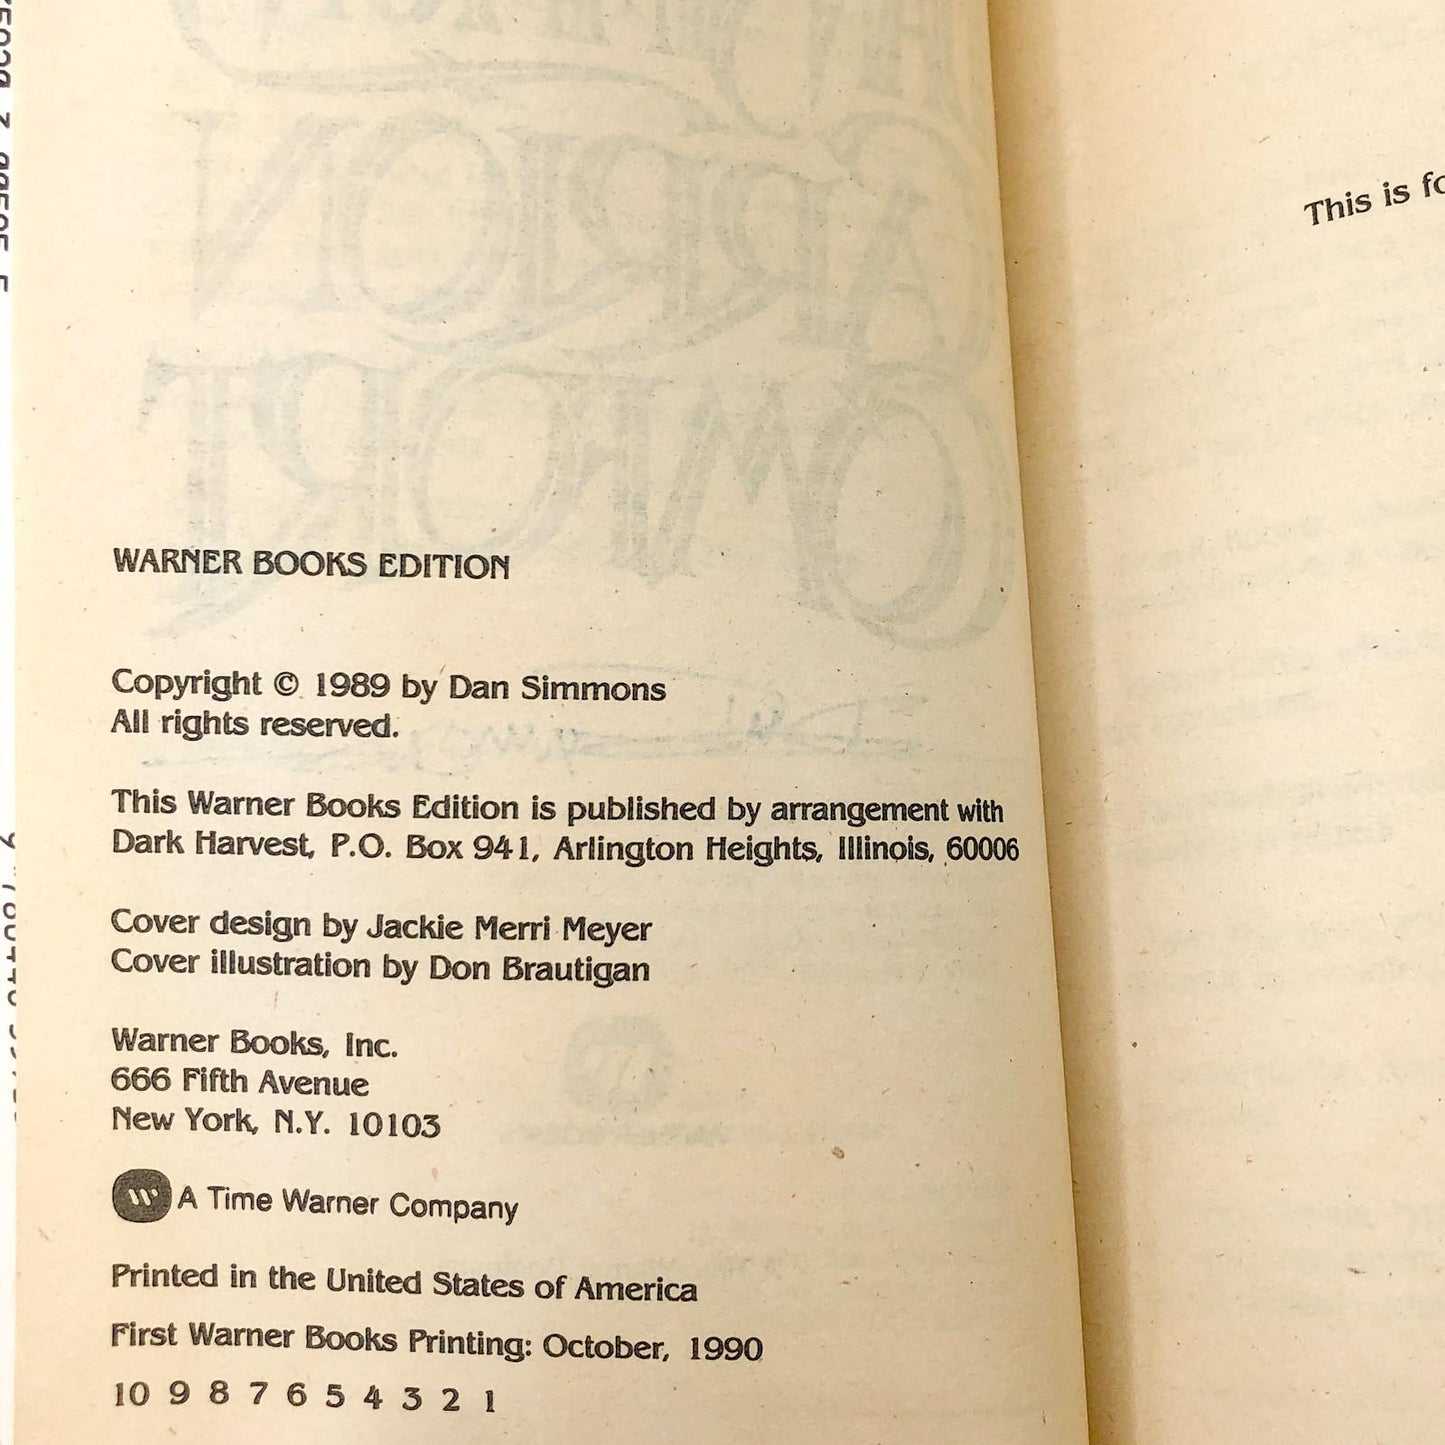 WARNER BOOKS EDITION
Copyright © 1989 by Dan Simmons
All rights reserved.
This Warner Books Edition is published by arrangement with
Dark Harvest, P.O. Box 941, Arlington Heights, Illinois, 60006
Cover design by Jackie Merri Meyer
Cover illustration by Don Brautigan
Warner Books, Inc.
666 Fifth Avenue
New York, N.Y. 10103
A Time Warner Company
Printed in the United States of America
First Warner Books Printing: October, 1990
10 9 8 7 6 5 4 3 2 1
This is
CARRION
COMFORT